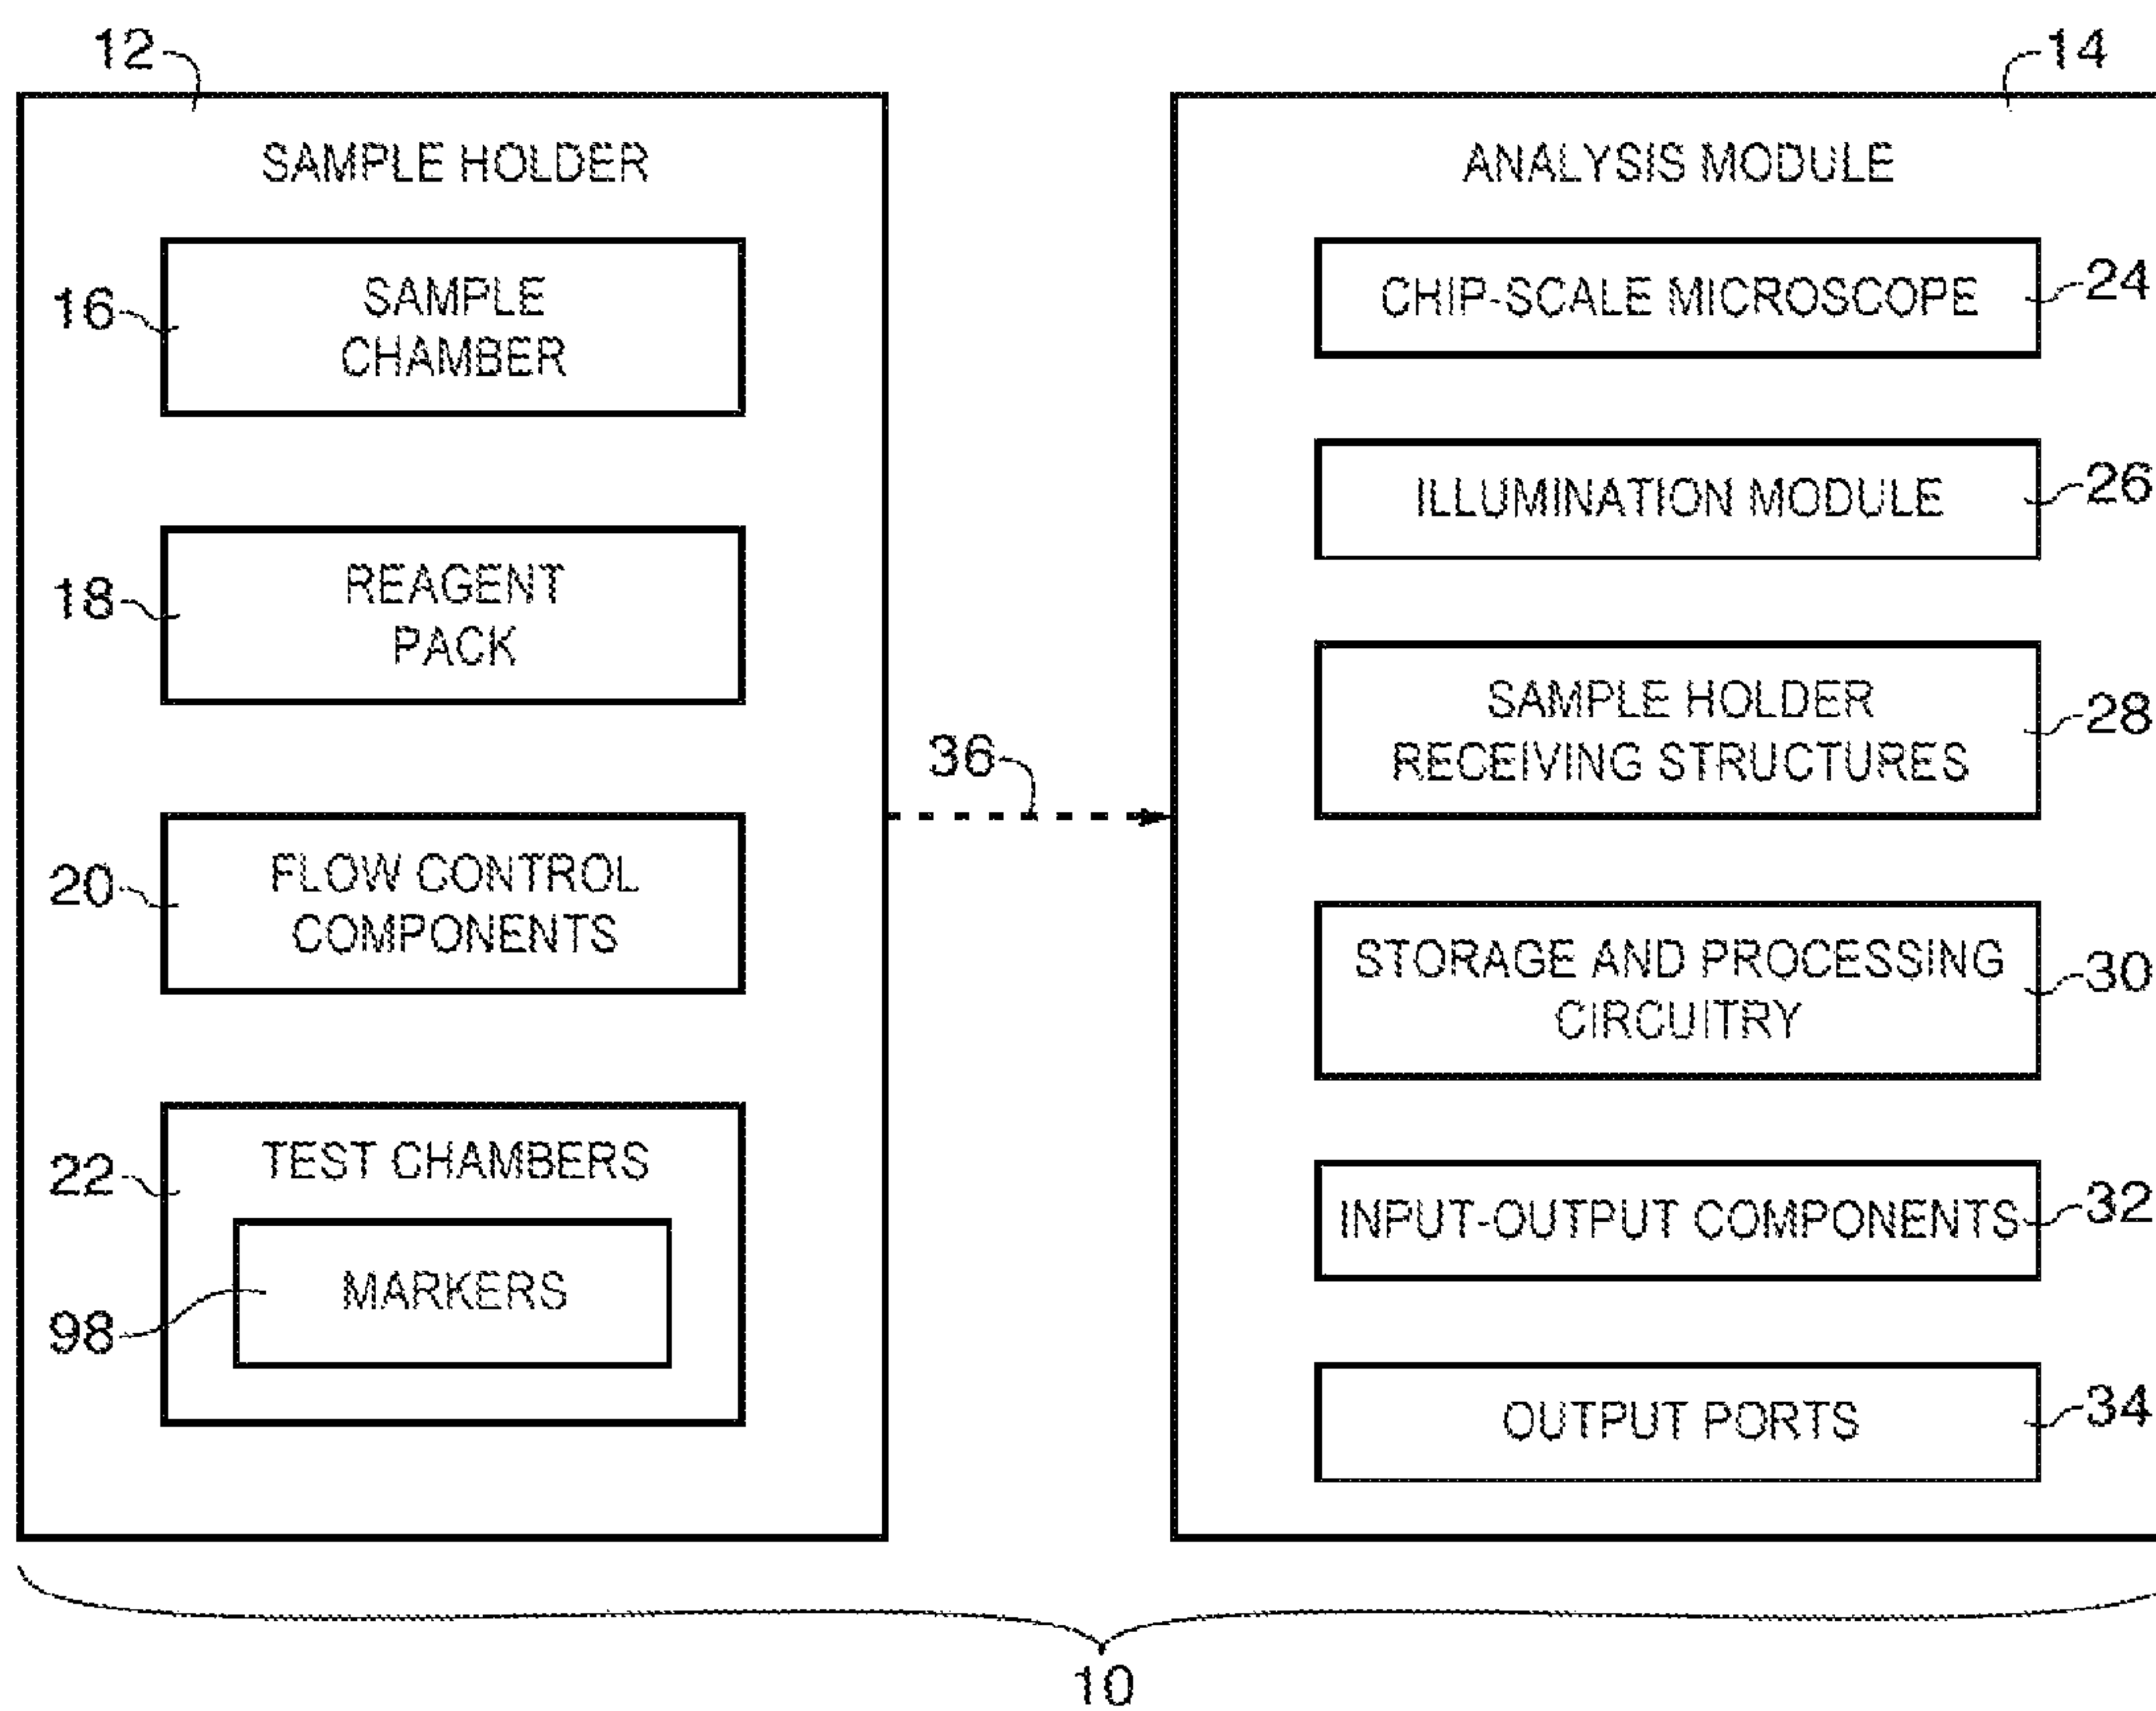 12
SAMPLE HOLDER
16
SAMPLE
CHAMBER
18
REAGENT
PACK
20
FLOW CONTROL
COMPONENTS
22
TEST CHAMBERS
MARKERS
98
36
14
ANALYSIS MODULE
CHIP-SCALE MICROSCOPE
24
ILLUMINATION MODULE
26
SAMPLE HOLDER
RECEIVING STRUCTURES
28
STORAGE AND PROCESSING
CIRCUITRY
30
INPUT-OUTPUT COMPONENTS
32
OUTPUT PORTS
34
10